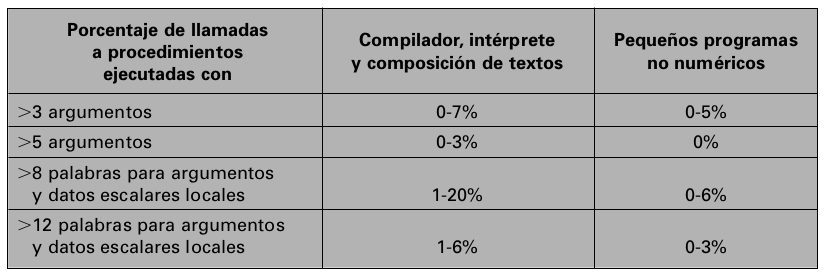 Porcentaje de llamadas
a procedimientos
ejecutadas con
Compilador, intérprete
y composición de textos
Pequeños programas
no numéricos
>3 argumentos
0-7%
0-5%
>5 argumentos
0-3%
0%
>8 palabras para argumentos
y datos escalares locales
1-20%
0-6%
>12 palabras para argumentos
y datos escalares locales
1-6%
0-3%